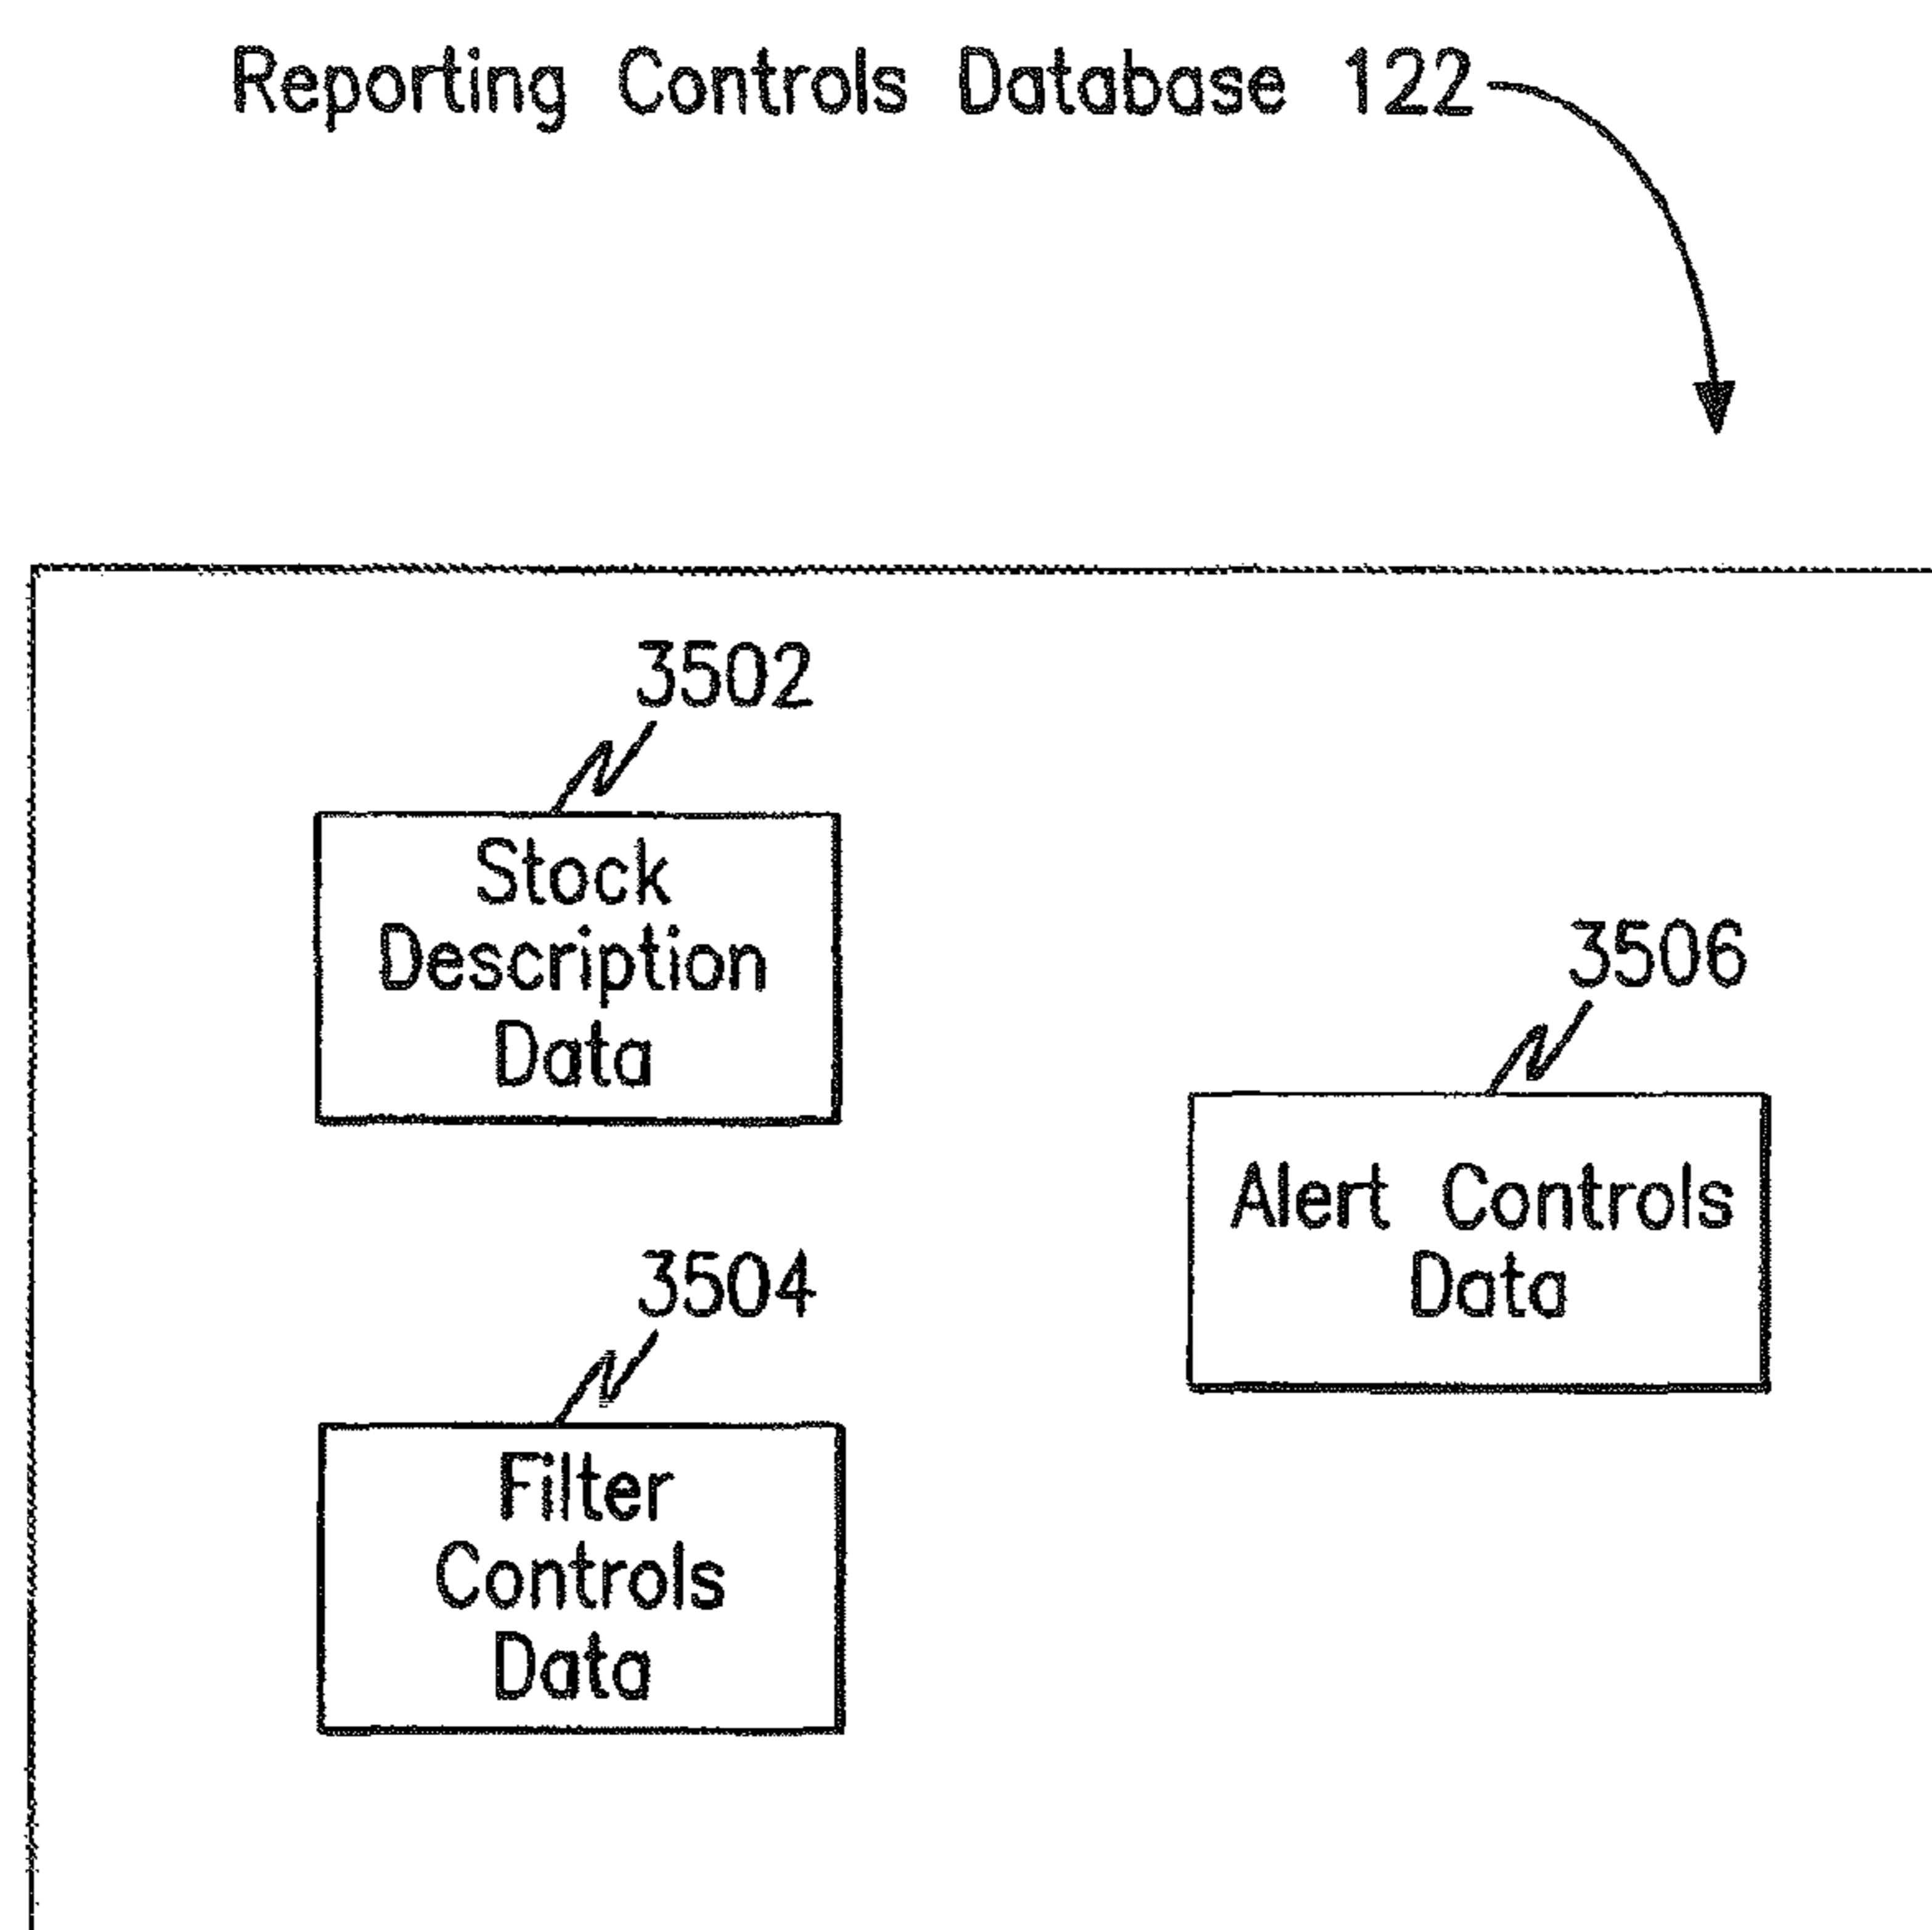 Reporting Controls Database 122
3502
Stock
Description
Data
3506
Alert Controls
Data
3504
Filter
Controls
Data